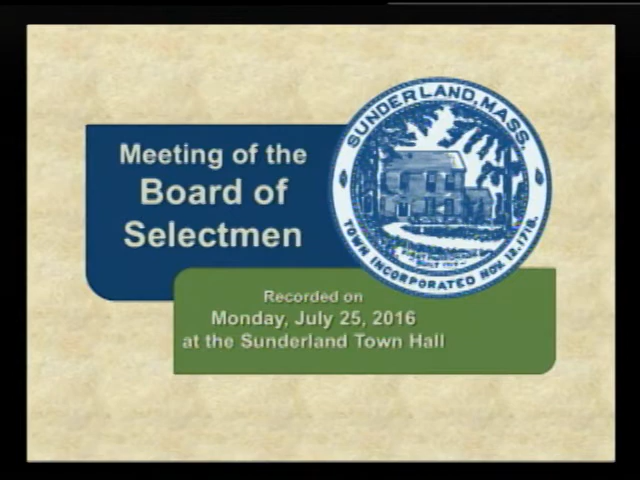 Meeting of the
Board of
Selectmen
SUNDERLAND, MASS.
TOWN INCORPORATED NOV. 12, 1718.
Recorded on
Monday, July 25, 2016
at the Sunderland Town Hall